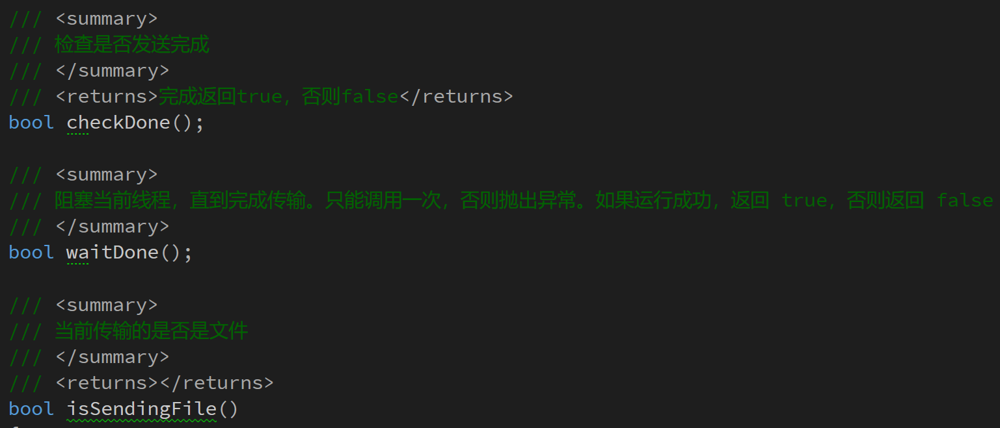 /// <summary>
/// 检查是否发送完成
/// </summary>
/// <returns>完成返回true，否则false</returns>
bool checkDone();
/// <summary>
/// 阻塞当前线程，直到完成传输。只能调用一次，否则抛出异常。如果运行成功，返回 true，否则返回 false
/// </summary>
bool waitDone();
/// <summary>
/// 当前传输的是否是文件
/// </summary>
/// <returns></returns>
bool isSendingFile()